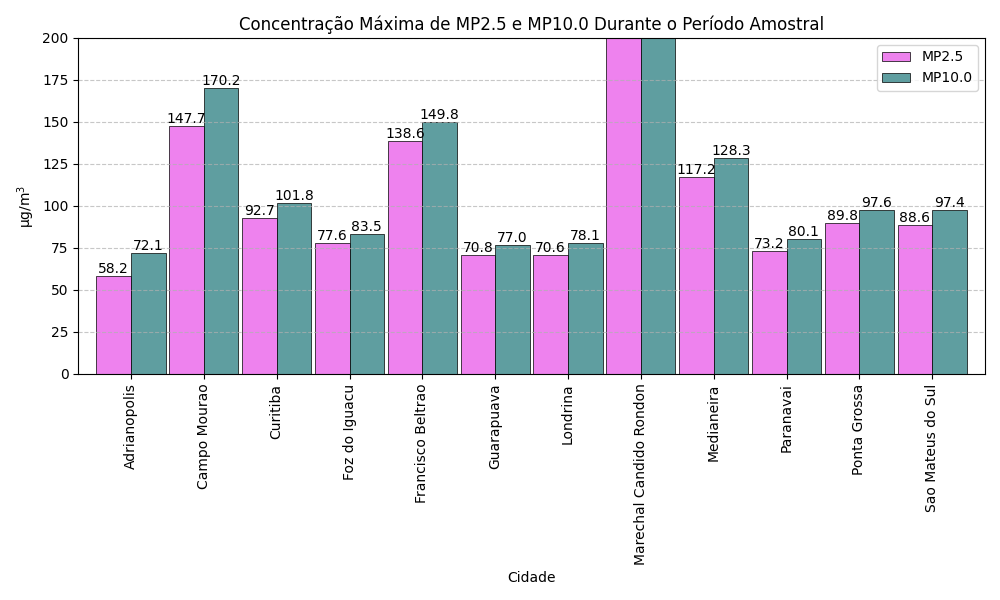 Concentração Máxima de MP2.5 e MP10.0 Durante o Período Amostral
MP2.5
MP10.0
µg/m³
200
175
150
125
100
75
50
25
0
58.2
72.1
147.7
170.2
92.7
101.8
77.6
83.5
138.6
149.8
70.8
77.0
70.6
78.1
117.2
128.3
73.2
80.1
89.8
97.6
88.6
97.4
Adrianopolis
Campo Mourao
Curitiba
Foz do Iguacu
Francisco Beltrao
Guarapuava
Londrina
Marechal Candido Rondon
Medianeira
Paranavai
Ponta Grossa
Sao Mateus do Sul
Cidade